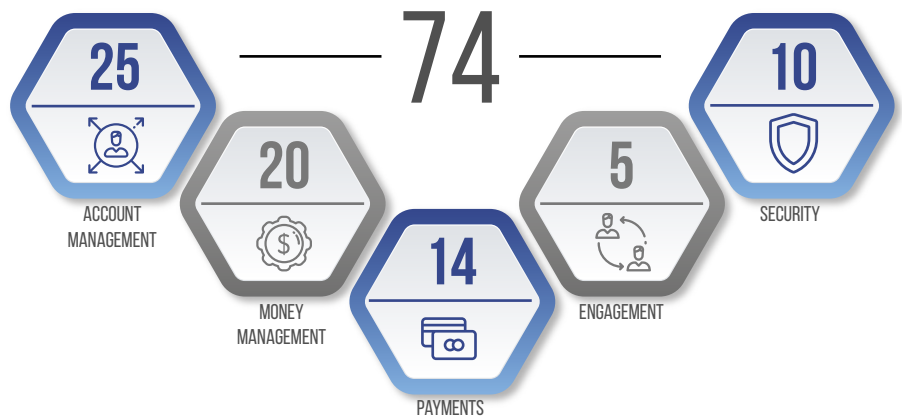 74
25
ACCOUNT
MANAGEMENT
20
$
MONEY
MANAGEMENT
14
PAYMENTS
5
ENGAGEMENT
10
SECURITY